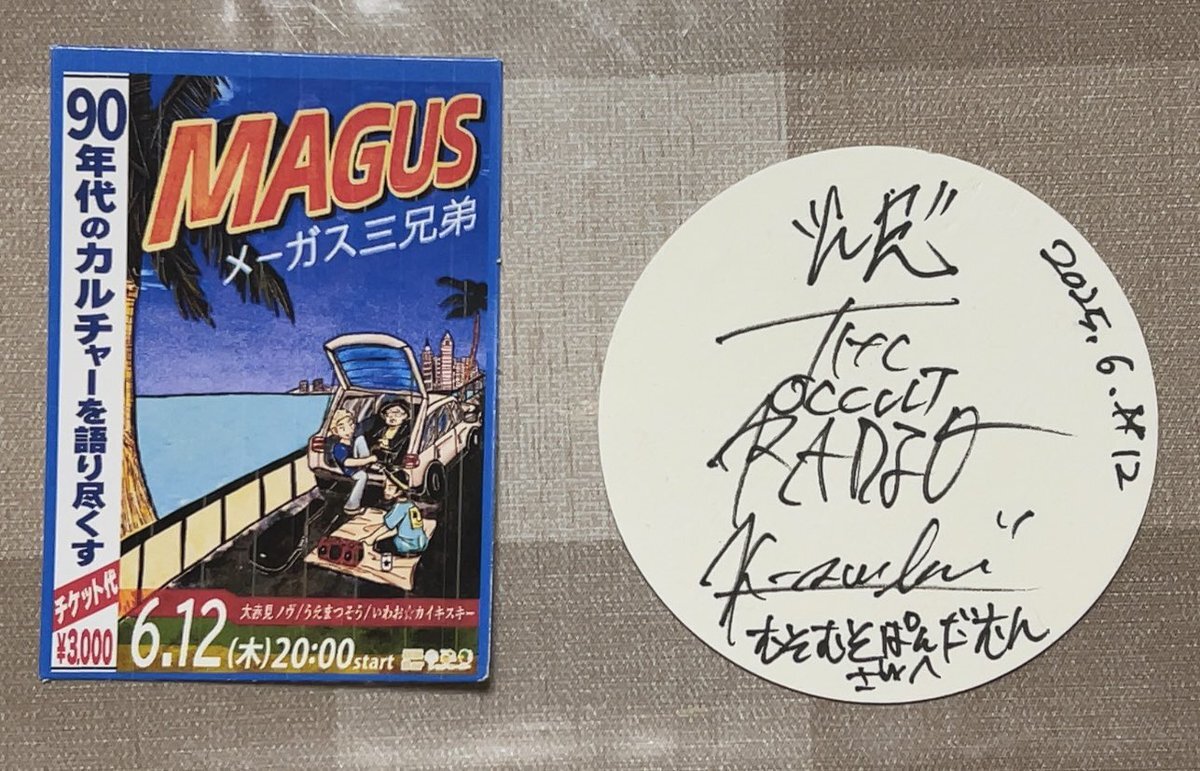 90年代のカルチャーを語り尽くす
チケット代
¥3,000
MAGUS
メーガス三兄弟
大赤見ノヴ/うえまつそう/いわお☆カイキスキー
6.12(木)20:00start
2025.6.12
THE
OCCULT
RADIO
むそむそぱんだむん
さんへ